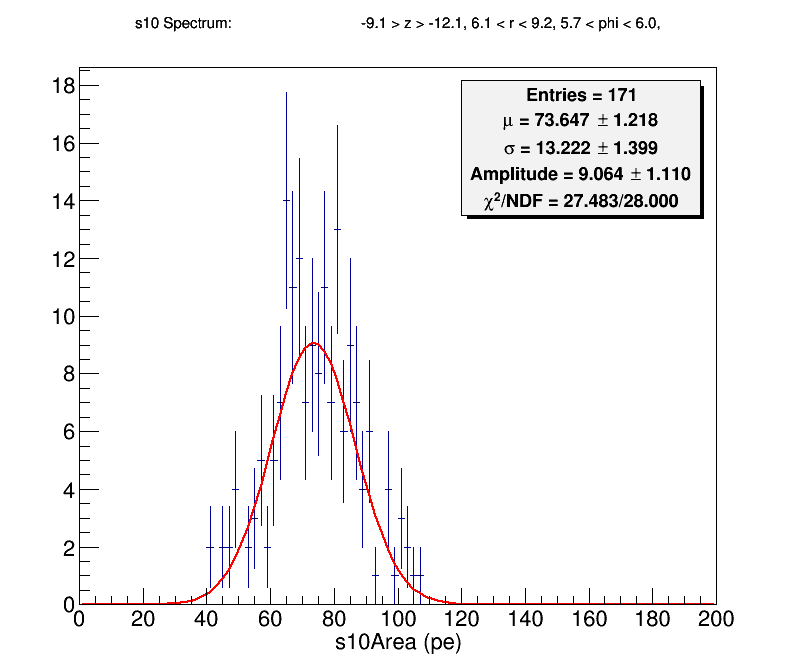 s10 Spectrum: -9.1 > z > -12.1, 6.1 < r < 9.2, 5.7 < phi < 6.0,
Entries = 171
μ = 73.647 ± 1.218
σ = 13.222 ± 1.399
Amplitude = 9.064 ± 1.110
χ²/NDF = 27.483/28.000
18
16
14
12
10
8
6
4
2
0
0 20 40 60 80 100 120 140 160 180 200
s10Area (pe)